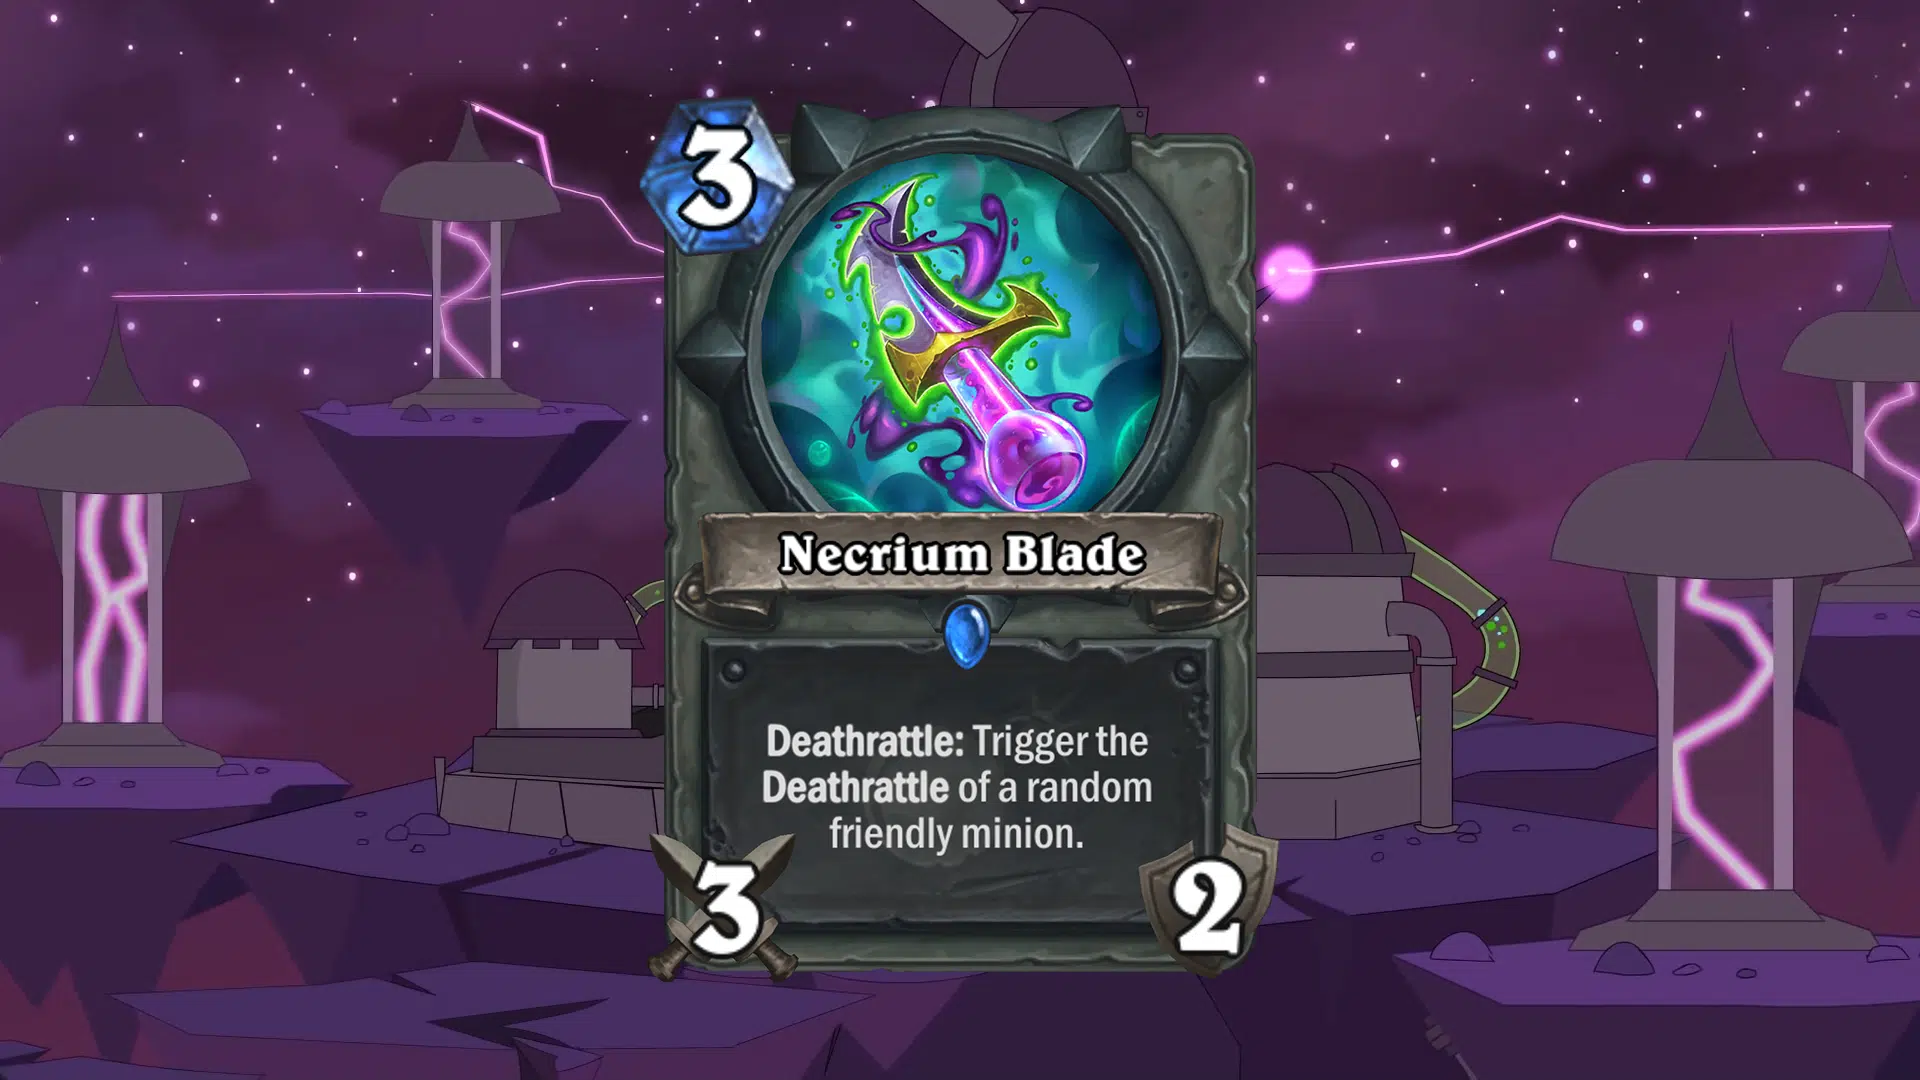 3
Necrium Blade
Deathrattle: Trigger the
Deathrattle of a random
friendly minion.
3
2